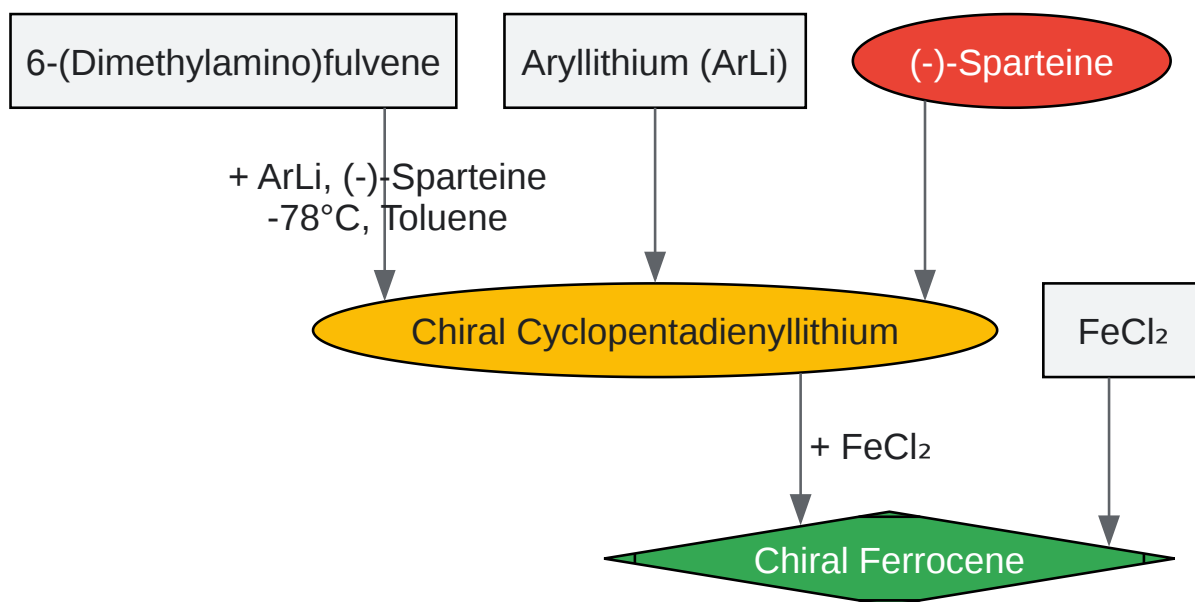 6-(Dimethylamino)fulvene
Aryllithium (ArLi)
(-)-Sparteine
+ ArLi, (-)-Sparteine
-78°C, Toluene
Chiral Cyclopentadienyllithium
FeCl₂
+ FeCl₂
Chiral Ferrocene